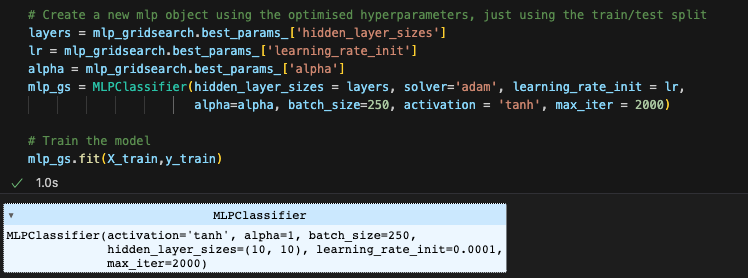 # Create a new mlp object using the optimised hyperparameters, just using the train/test split
layers = mlp_gridsearch.best_params_['hidden_layer_sizes']
lr = mlp_gridsearch.best_params_['learning_rate_init']
alpha = mlp_gridsearch.best_params_['alpha']
mlp_gs = MLPClassifier(hidden_layer_sizes = layers, solver='adam', learning_rate_init = lr,
alpha=alpha, batch_size=250, activation = 'tanh', max_iter = 2000)
# Train the model
mlp_gs.fit(X_train,y_train)
1.0s
MLPClassifier
MLPClassifier(activation='tanh', alpha=1, batch_size=250,
hidden_layer_sizes=(10, 10), learning_rate_init=0.0001,
max_iter=2000)